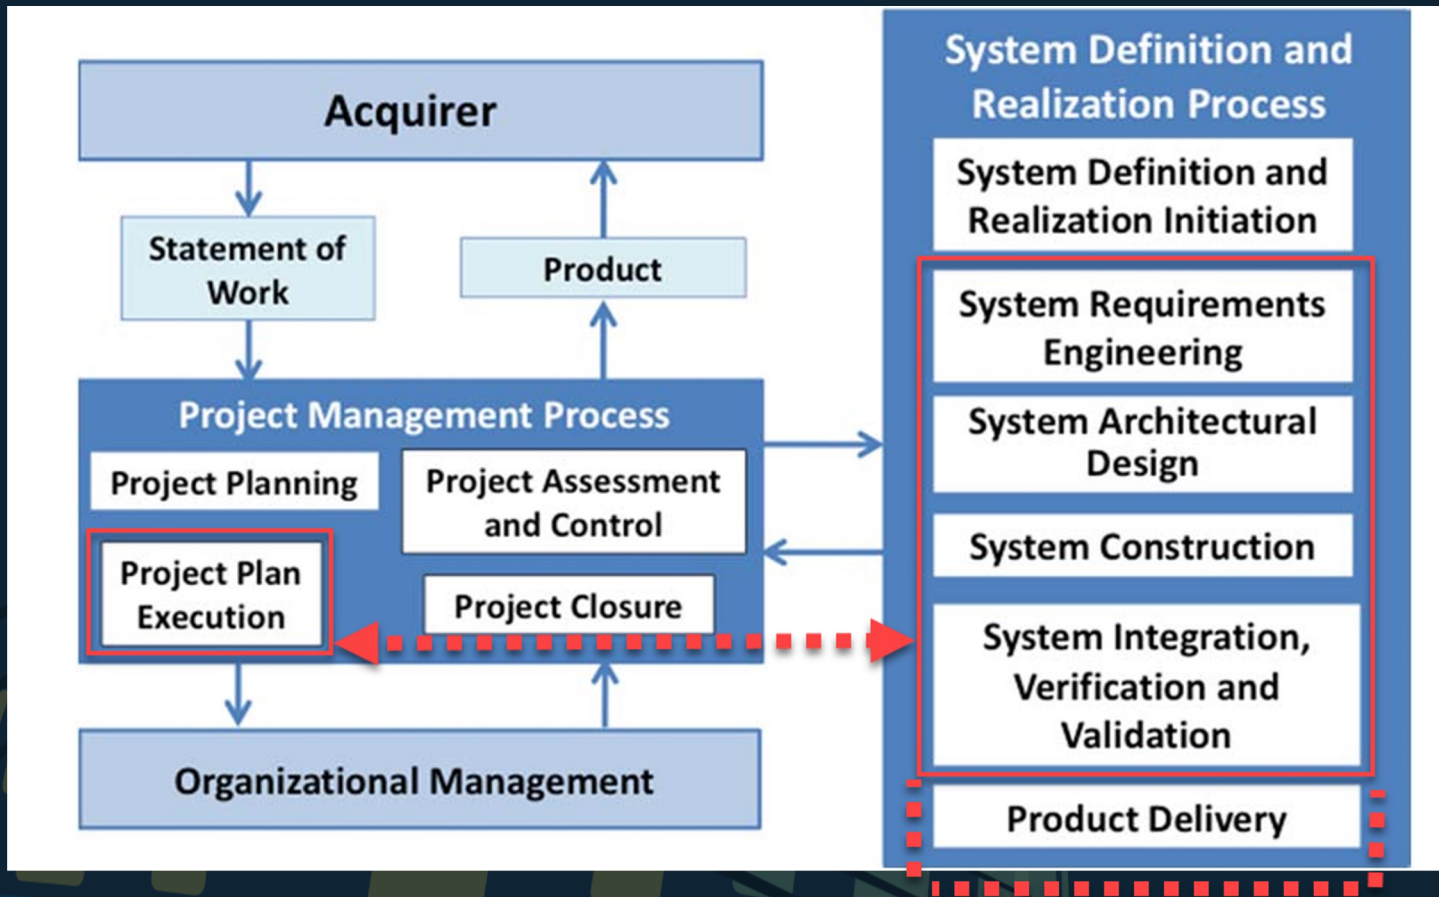 Acquirer
Statement of
Work
Product
Project Management Process
Project Planning
Project Assessment
and Control
Project Plan
Execution
Project Closure
Organizational Management
System Definition and
Realization Process
System Definition and
Realization Initiation
System Requirements
Engineering
System Architectural
Design
System Construction
System Integration,
Verification and
Validation
Product Delivery